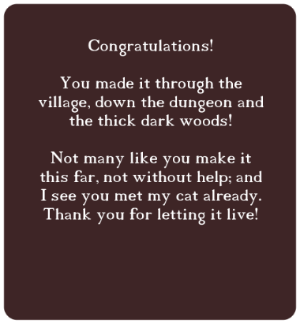 Congratulations!
You made it through the
village, down the dungeon and
the thick dark woods!
Not many like you make it
this far, not without help; and
I see you met my cat already.
Thank you for letting it live!